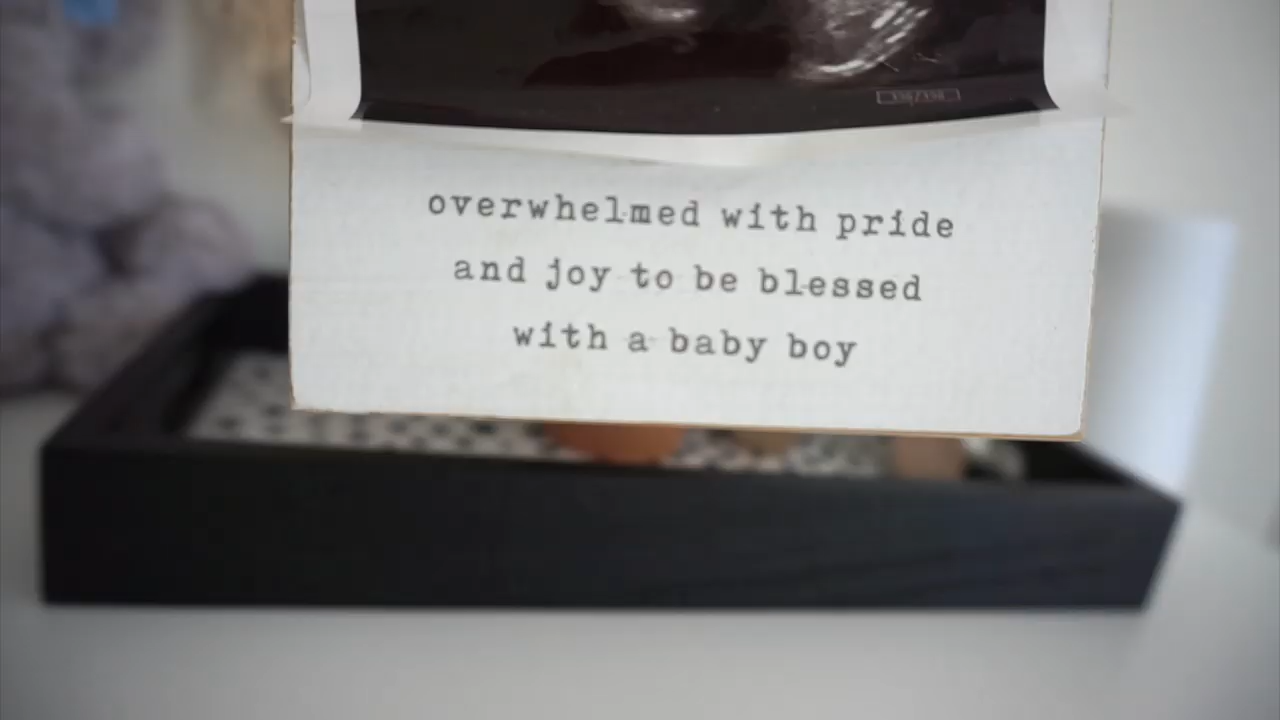 overwhelmed with pride
and joy to be blessed
with a baby boy